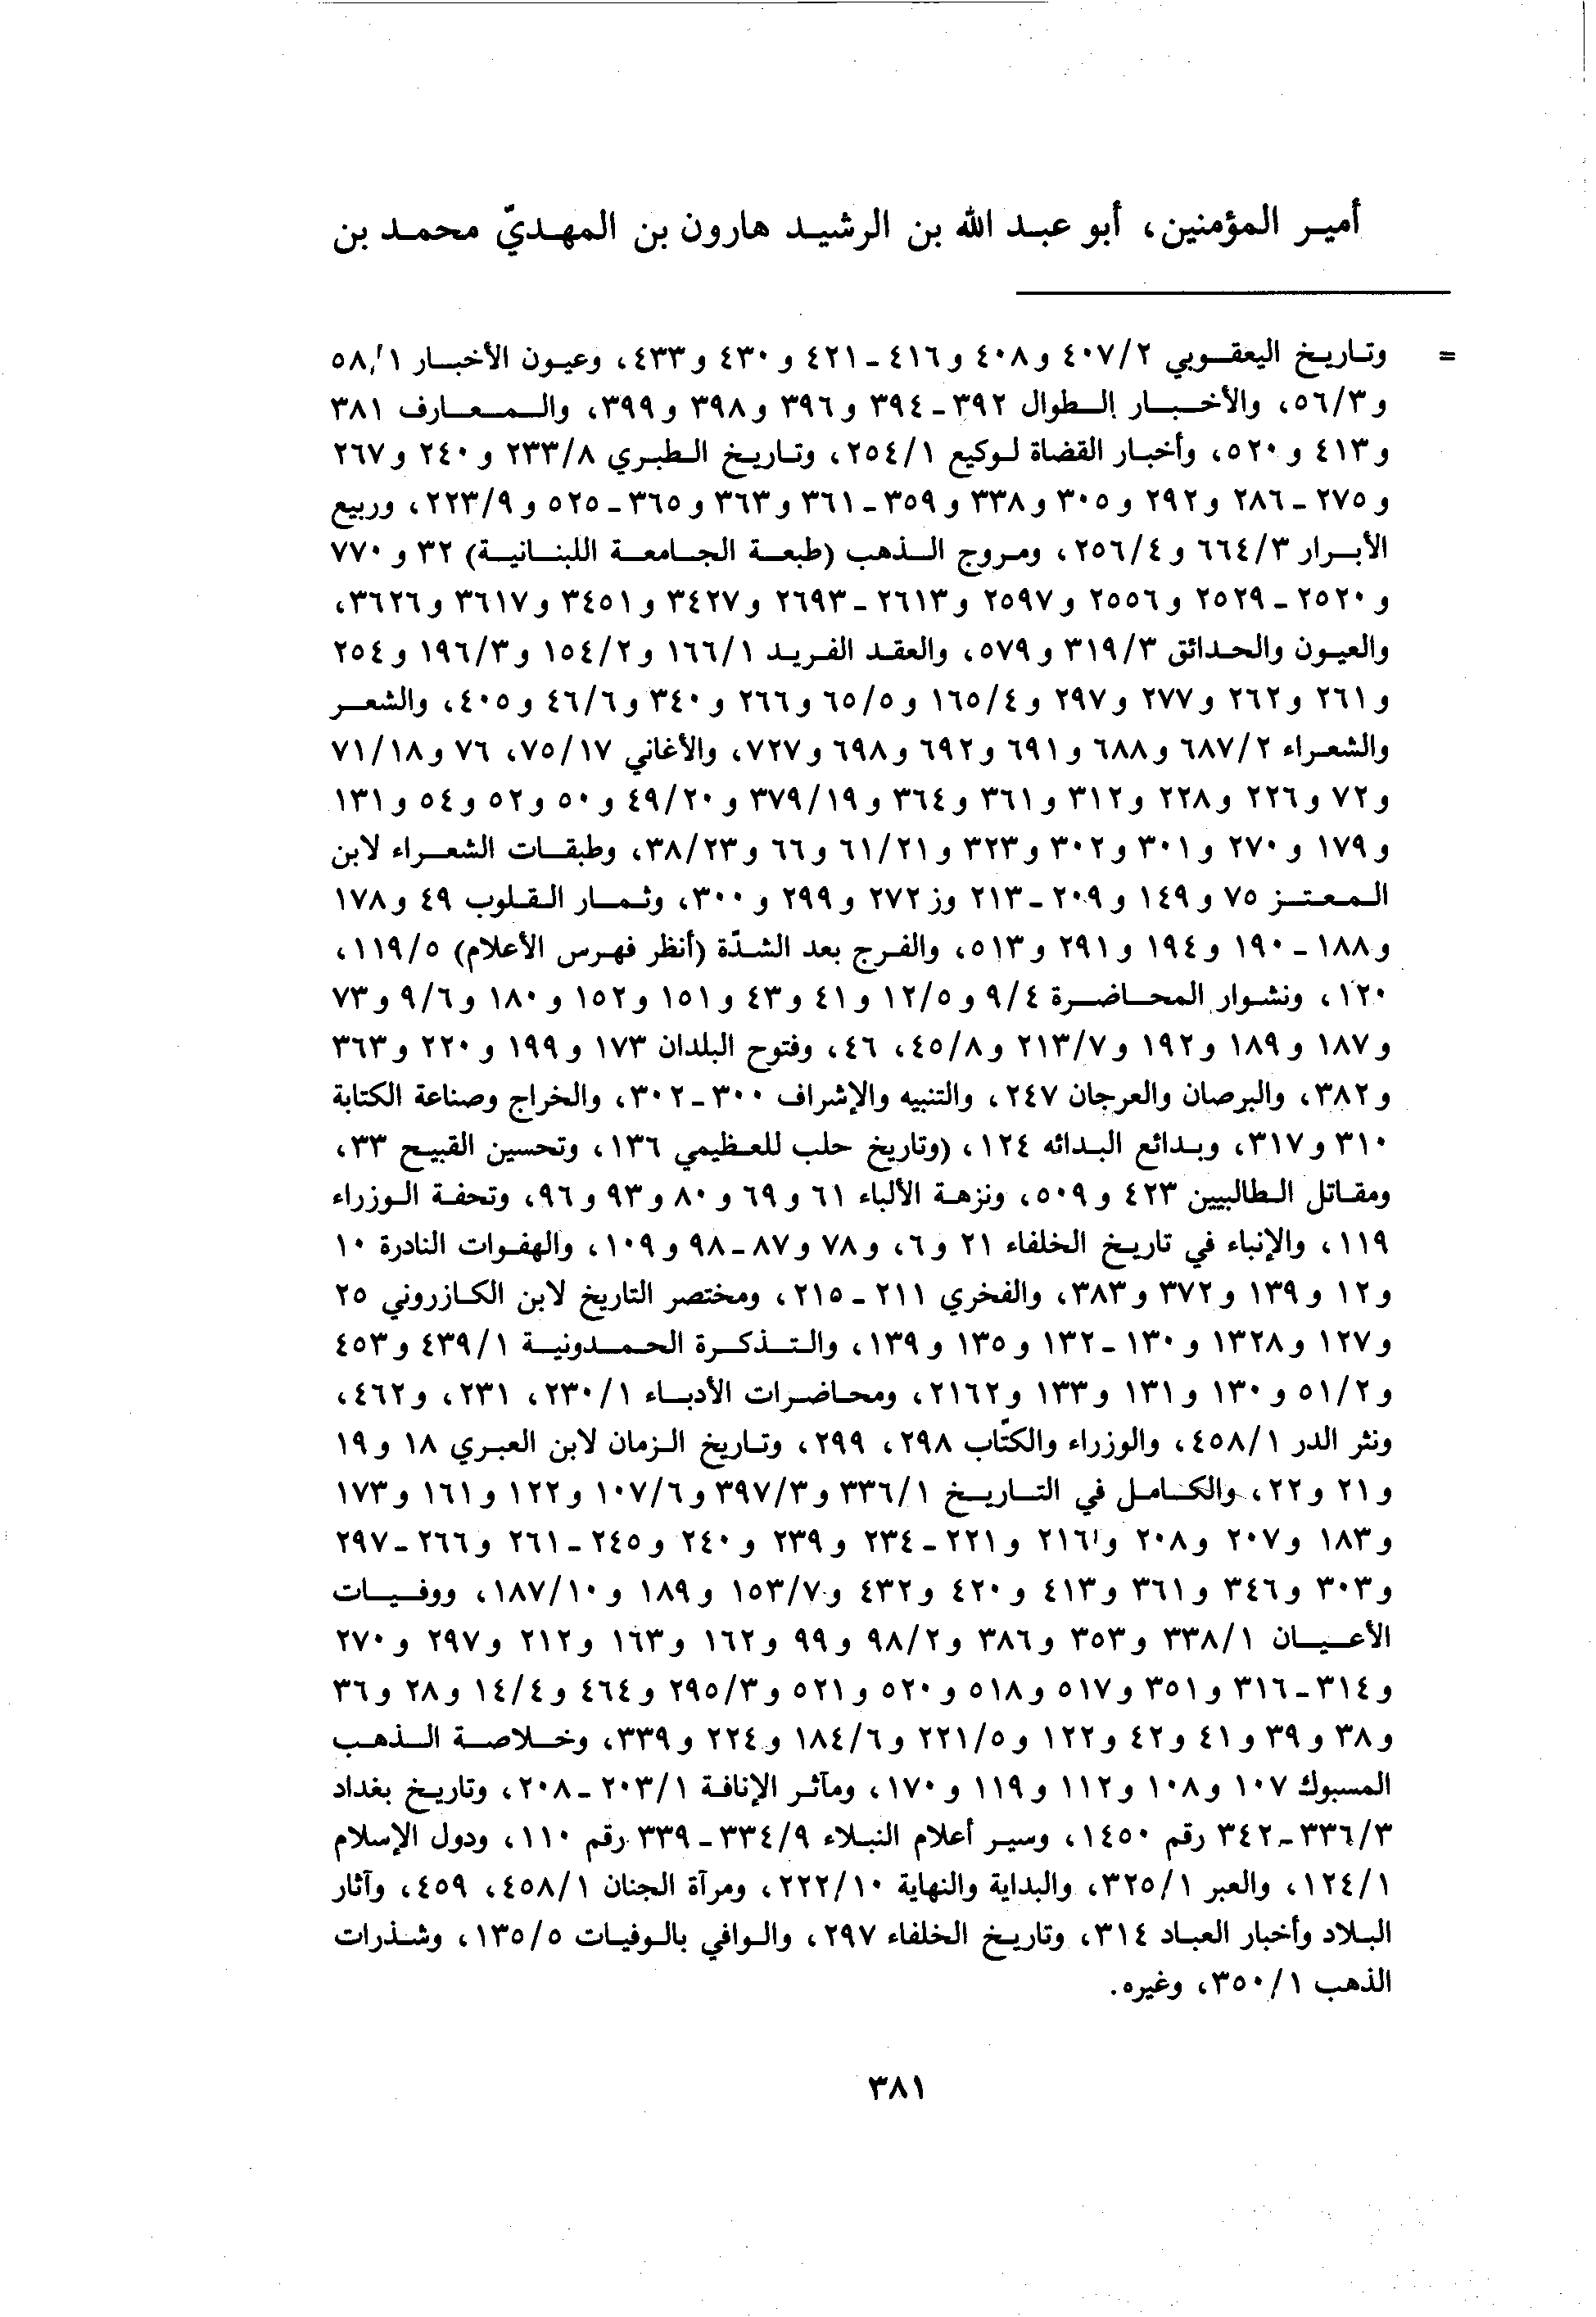 أمير المؤمنين، أبو عبد الله بن الرشيد هارون بن المهديّ محمد بن
= وتاريخ اليعقوبي ٤٠٧/٢ و٤٠٨ و٤١٦ ـ ٤٢١ و٤٣٠ و٤٣٣، وعيون الأخبار ٥٨/١
و٥٦/٣، والأخبار الطوال ٣٩٢ ـ ٣٩٤ و٣٩٦ و٣٩٨ و٣٩٩، والمعارف ٣٨١
و٤١٣ و٥٢٠، وأخبار القضاة لوكيع ٢٥٤/١، وتاريخ الطبري ٢٣٣/٨ و٢٤٠ و٢٦٧
و٢٧٥ ـ ٢٨٦ و٢٩٢ و٣٠٥ و٣٣٨ و٣٥٩ ـ ٣٦١ و٣٦٣ و٣٦٥ ـ ٥٢٥ و٢٢٣/٩، وربيع
الأبرار ٦٦٤/٣ و٢٥٦/٤، ومروج الذهب (طبعة الجامعة اللبنانية) ٣٢ و٧٧٠
و٢٥٢٠ ـ ٢٥٢٩ و٢٥٥٦ و٢٥٩٧ و٢٦١٣ ـ ٢٦٩٣ و٣٤٢٧ و٣٤٥١ و٣٦١٧ و٣٦٢٦،
والعيون والحدائق ٣١٩/٣ و٥٧٩، والعقد الفريد ١٦٦/١ و١٥٤/٢ و١٩٦/٣ و٢٥٤
و٢٦١ و٢٦٢ و٢٧٧ و٢٩٧ و١٦٥/٤ و٦٥/٥ و٢٦٦ و٣٤٠ و٤٦/٦ و٤٠٥، والشعر
والشعراء ٦٨٧/٢ و٦٨٨ و٦٩١ و٦٩٢ و٦٩٨ و٧٢٧، والأغاني ٧٥/١٧، ٧٦ و٧١/١٨
و٧٢ و٢٢٦ و٢٢٨ و٣١٢ و٣٦١ و٣٦٤ و٣٧٩/١٩ و٤٩/٢٠ و٥٠ و٥٢ و٥٤ و١٣١
و١٧٩ و٢٧٠ و٣٠١ و٣٠٢ و٣٢٣ و٦١/٢١ و٦٦ و٣٨/٢٣، وطبقات الشعراء لابن
المعتز ٧٥ و١٤٩ و٢٠٩ ـ ٢١٣ وز ٢٧٢ و٢٩٩ و٣٠٠، وثمار القلوب ٤٩ و١٧٨
و١٨٨ ـ ١٩٠ و١٩٤ و٢٩١ و٥١٣، والفرج بعد الشدّة (أنظر فهرس الأعلام) ١١٩/٥،
١٢٠، ونشوار المحاضرة ٩/٤ و١٢/٥ و٤١ و٤٣ و١٥١ و١٥٢ و١٨٠ و٩/٦ و٧٣
و١٨٧ و١٨٩ و١٩٢ و٢١٣/٧ و٤٥/٨، ٤٦، وفتوح البلدان ١٧٣ و١٩٩ و٢٢٠ و٣٦٣
و٣٨٢، والبرصان والعرجان ٢٤٧، والتنبيه والإشراف ٣٠٠ ـ ٣٠٢، والخراج وصناعة الكتابة
٣١٠ و٣١٧، وبدائع البدائه ١٢٤، (وتاريخ حلب للعظيمي ١٣٦، وتحسين القبيح ٣٣،
ومقاتل الطالبيين ٤٢٣ و٥٠٩، ونزهة الألباء ٦١ و٦٩ و٨٠ و٩٣ و٩٦، وتحفة الوزراء
١١٩، والإنباء في تاريخ الخلفاء ٢١ و٦، و٧٨ و٨٧ ـ ٩٨ و١٠٩، والهفوات النادرة ١٠
و١٢ و١٣٩ و٣٧٢ و٣٨٣، والفخري ٢١١ ـ ٢١٥، ومختصر التاريخ لابن الكازروني ٢٥
و١٢٧ و١٣٢٨ و١٣٠ ـ ١٣٢ و١٣٥ و١٣٩، والتذكرة الحمدونية ٤٣٩/١ و٤٥٣
و٥١/٢ و١٣٠ و١٣١ و١٣٣ و٢١٦٢، ومحاضرات الأدباء ٢٣٠/١، ٢٣١، و٤٦٢،
ونثر الدر ٤٥٨/١، والوزراء والكتّاب ٢٩٨، ٢٩٩، وتاريخ الزمان لابن العبري ١٨ و١٩
و٢١ و٢٢، والكامل في التاريخ ٣٣٦/١ و٣٩٧/٣ و١٠٧/٦ و١٢٢ و١٦١ و١٧٣
و١٨٣ و٢٠٧ و٢٠٨ و٢١٦ و٢٢١ ـ ٢٣٤ و٢٣٩ و٢٤٠ و٢٤٥ ـ ٢٦١ و٢٦٦ ـ ٢٩٧
و٣٠٣ و٣٤٦ و٣٦١ و٤١٣ و٤٢٠ و٤٣٢ و١٥٣/٧ و١٨٩ و١٨٧/١٠، ووفيات
الأعيان ٣٣٨/١ و٣٥٣ و٣٨٦ و٩٨/٢ و٩٩ و١٦٢ و١٦٣ و٢١٢ و٢٩٧ و٢٧٠
و٣١٤ ـ ٣١٦ و٣٥١ و٥١٧ و٥١٨ و٥٢٠ و٥٢١ و٢٩٥/٣ و٤٦٤ و١٤/٤ و٢٨ و٣٦
و٣٨ و٣٩ و٤١ و٤٢ و١٢٢ و٢٢١/٥ و١٨٤/٦ و٢٢٤ و٣٣٩، وخلاصة الذهب
المسبوك ١٠٧ و١٠٨ و١١٢ و١١٩ و١٧٠، ومآثر الإنافة ٢٠٣/١ ـ ٢٠٨، وتاريخ بغداد
٣٣٦/٣ ـ ٣٤٢ رقم ١٤٥٠، وسير أعلام النبلاء ٣٣٤/٩ ـ ٣٣٩ رقم ١١٠، ودول الإسلام
١٢٤/١، والعبر ٣٢٥/١، والبداية والنهاية ٢٢٢/١٠، ومرآة الجنان ٤٥٨/١، ٤٥٩، وآثار
البلاد وأخبار العباد ٣١٤، وتاريخ الخلفاء ٢٩٧، والوافي بالوفيات ١٣٥/٥، وشذرات
الذهب ٣٥٠/١، وغيره.
٣٨١